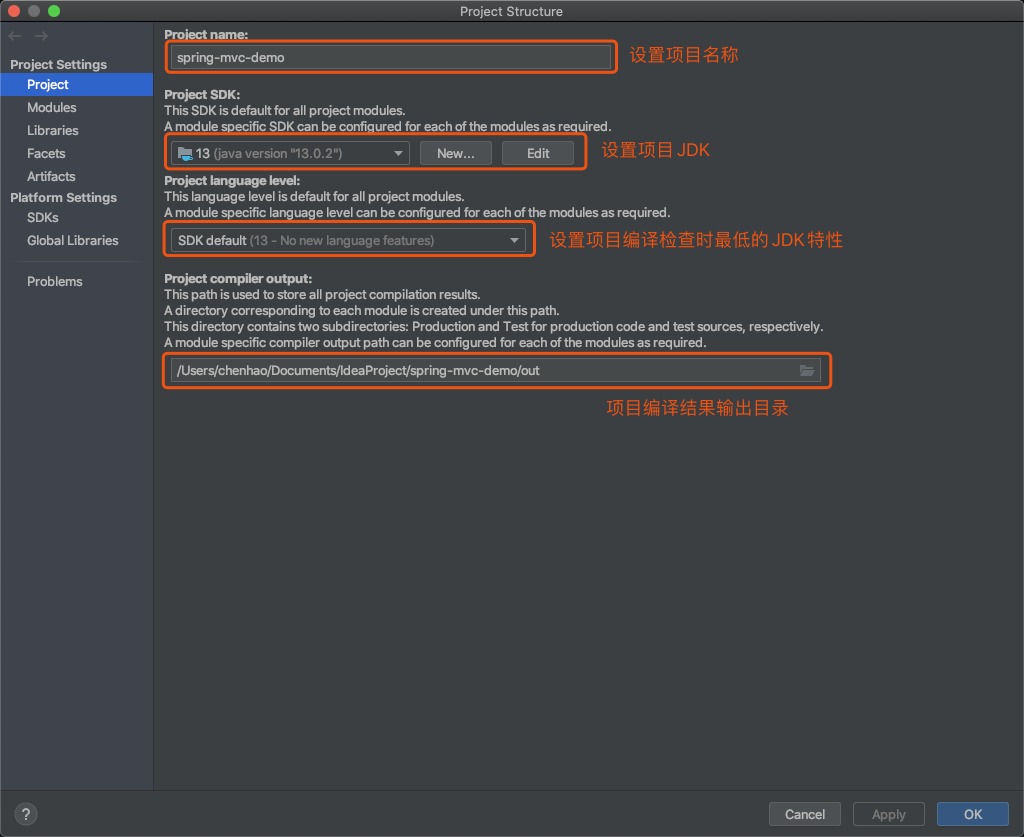 Project Structure
Project Settings
Project
Modules
Libraries
Facets
Artifacts
Platform Settings
SDKs
Global Libraries
Problems
Project name:
spring-mvc-demo
设置项目名称
Project SDK:
This SDK is default for all project modules.
A module specific SDK can be configured for each of the modules as required.
13 (java version "13.0.2")
New...
Edit
设置项目 JDK
Project language level:
This language level is default for all project modules.
A module specific language level can be configured for each of the modules as required.
SDK default (13 - No new language features)
设置项目编译检查时最低的 JDK 特性
Project compiler output:
This path is used to store all project compilation results.
A directory corresponding to each module is created under this path.
This directory contains two subdirectories: Production and Test for production code and test sources, respectively.
A module specific compiler output path can be configured for each of the modules as required.
/Users/chenhao/Documents/IdeaProject/spring-mvc-demo/out
项目编译结果输出目录
?
Cancel
Apply
OK